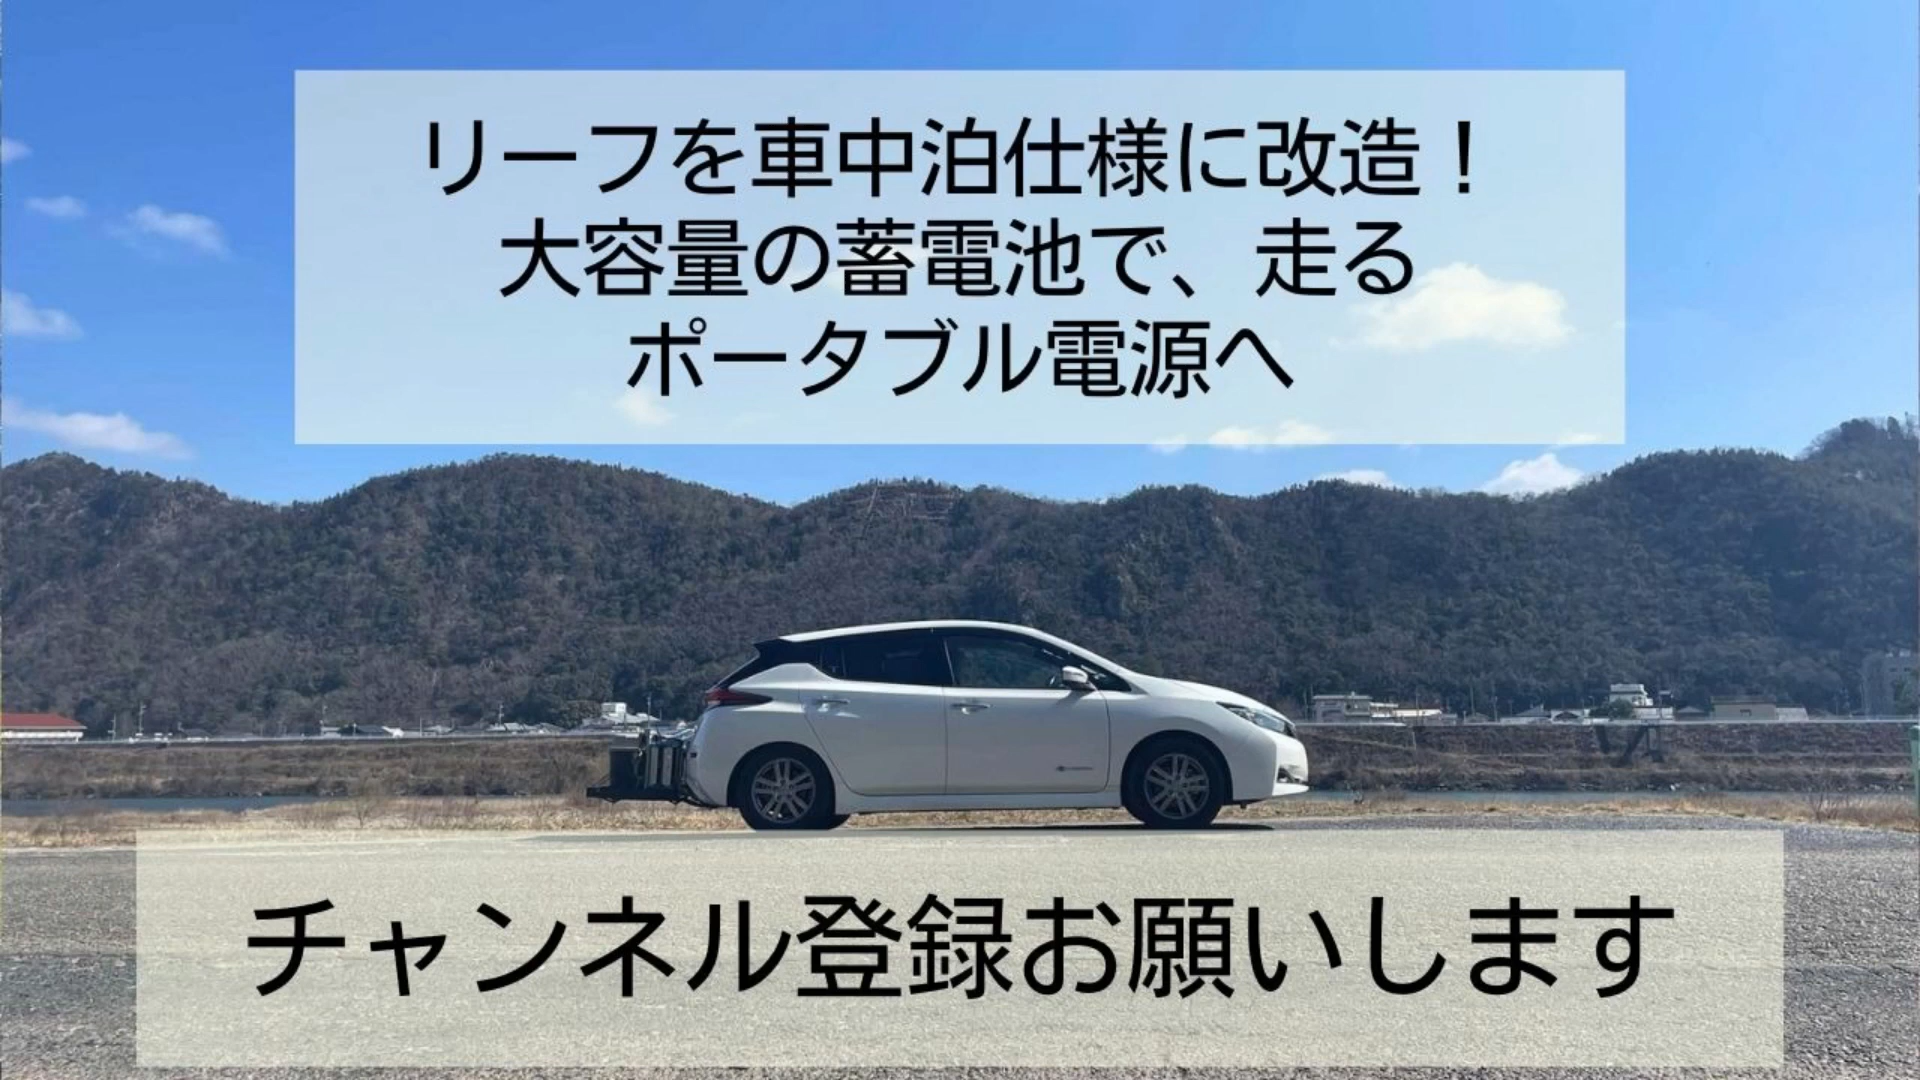 リーフを車中泊仕様に改造！
大容量の蓄電池で、走る
ポータブル電源へ
チャンネル登録お願いします